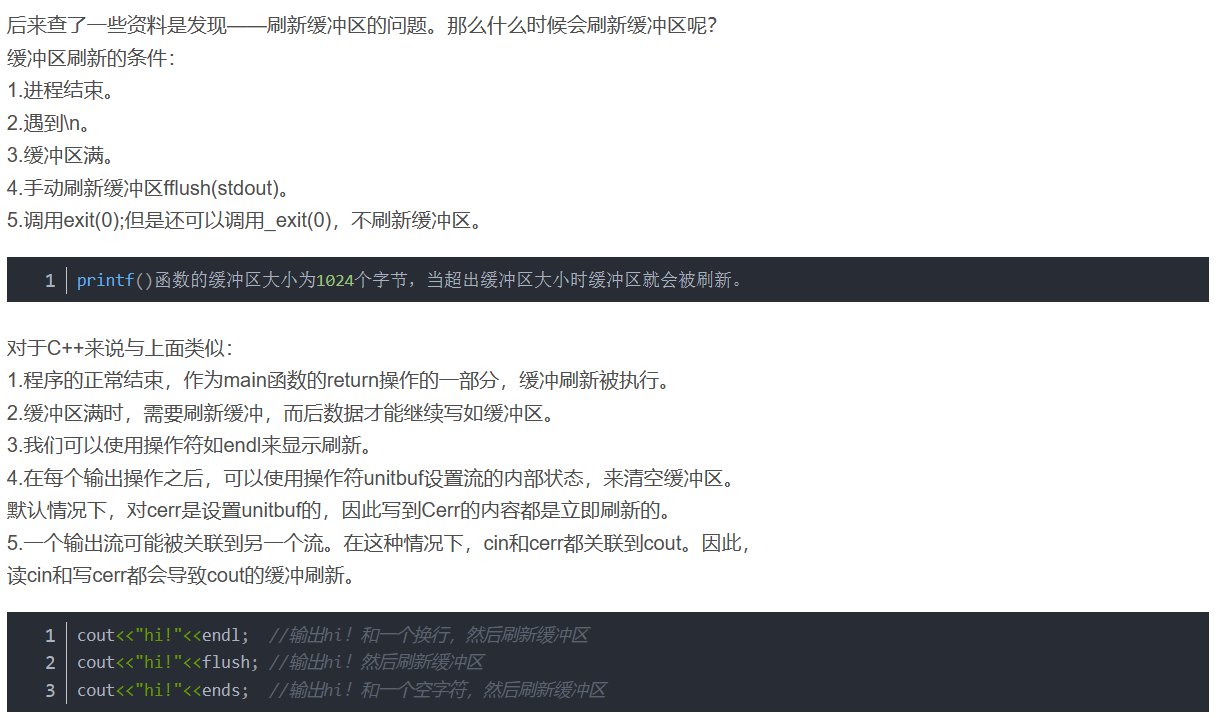 后来查了一些资料是发现——刷新缓冲区的问题。那么什么时候会刷新缓冲区呢？
缓冲区刷新的条件：
1.进程结束。
2.遇到\n。
3.缓冲区满。
4.手动刷新缓冲区fflush(stdout)。
5.调用exit(0);但是还可以调用_exit(0)，不刷新缓冲区。
1 printf()函数的缓冲区大小为1024个字节，当超出缓冲区大小时缓冲区就会被刷新。
对于C++来说与上面类似：
1.程序的正常结束，作为main函数的return操作的一部分，缓冲刷新被执行。
2.缓冲区满时，需要刷新缓冲，而后数据才能继续写如缓冲区。
3.我们可以使用操作符如endl来显示刷新。
4.在每个输出操作之后，可以使用操作符unitbuf设置流的内部状态，来清空缓冲区。
默认情况下，对cerr是设置unitbuf的，因此写到Cerr的内容都是立即刷新的。
5.一个输出流可能被关联到另一个流。在这种情况下，cin和cerr都关联到cout。因此，
读cin和写cerr都会导致cout的缓冲刷新。
1 cout<<"hi!"<<endl;  //输出hi！和一个换行，然后刷新缓冲区
2 cout<<"hi!"<<flush; //输出hi！然后刷新缓冲区
3 cout<<"hi!"<<ends;  //输出hi！和一个空字符，然后刷新缓冲区